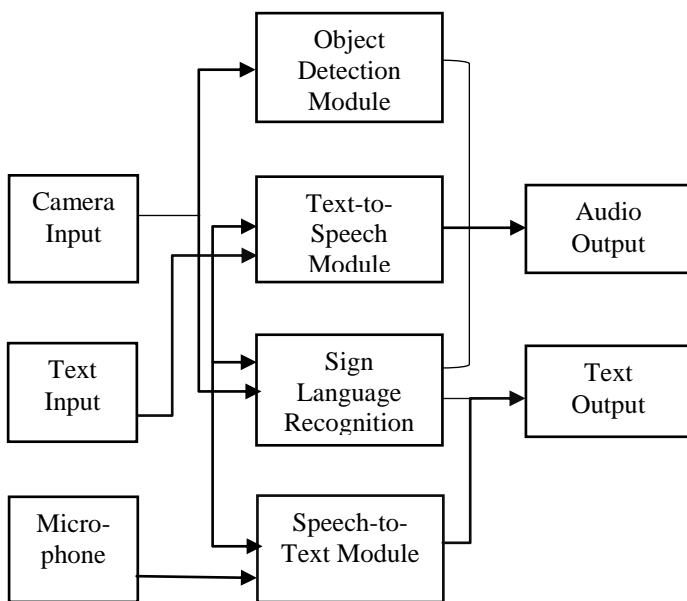 Object
Detection
Module
Camera
Input
Text-to-
Speech
Module
Audio
Output
Text
Input
Sign
Language
Recognition
Text
Output
Micro-
phone
Speech-to-
Text Module